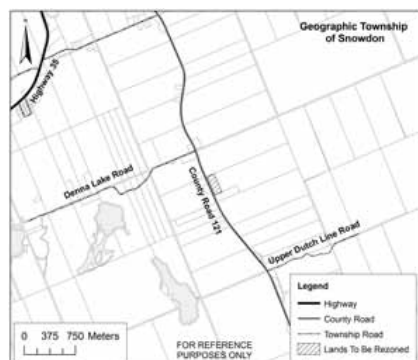 Geographic Township
of Snowdon
Highway 35
Denna Lake Road
County Road 121
Upper Dutch Line Road
Legend
Highway
County Road
Township Road
Lands To Be Rezoned
0 375 750 Meters
FOR REFERENCE
PURPOSES ONLY